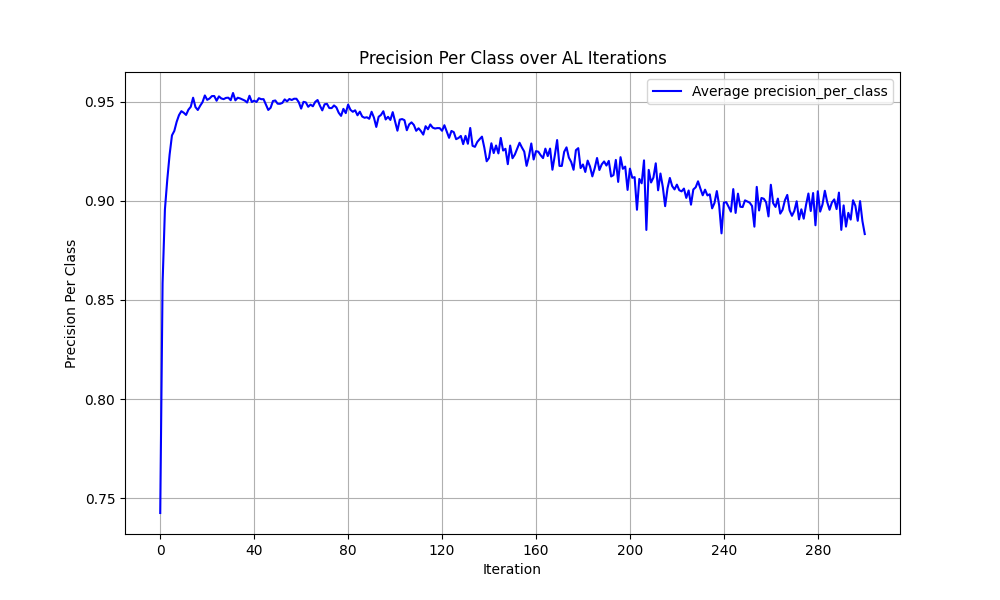 Precision Per Class over AL Iterations
Average precision_per_class
Precision Per Class
0.95
0.90
0.85
0.80
0.75
0 40 80 120 160 200 240 280
Iteration